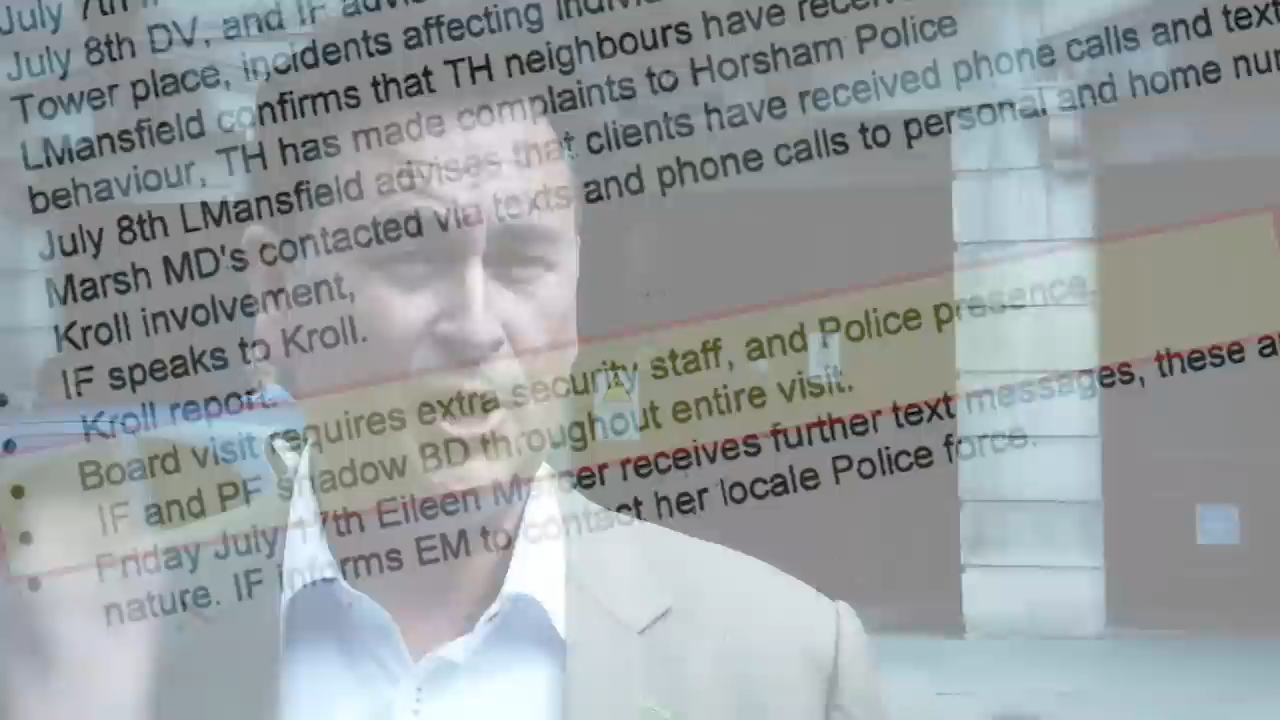 July 7th
July 8th DV, and IF
Tower place, incidents affecting
LMansfield confirms that TH neighbours have
behaviour, TH has made complaints to Horsham Police
July 8th LMansfield advises that clients have received phone calls and text
Marsh MD's contacted via texts and phone calls to personal and home
Kroll involvement,
IF speaks to Kroll.
Kroll report.
Board visit requires extra security staff, and Police presence
IF and PF shadow BD throughout entire visit.
Friday July 17th Eileen receives further text messages, these
nature. IF informs EM to contact her locale Police force.